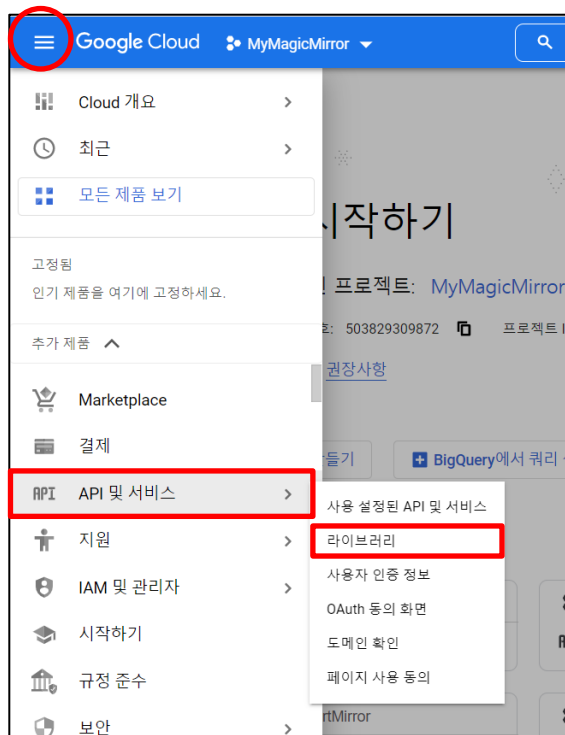 Google Cloud MyMagicMirror
Cloud 개요
최근
모든 제품 보기
시작하기
고정됨
인기 제품을 여기에 고정하세요.
프로젝트: MyMagicMirror
호: 503829309872 프로젝트 I
추가 제품
권장사항
Marketplace
결제
들기
BigQuery에서 쿼리
API API 및 서비스
사용 설정된 API 및 서비스
지원
라이브러리
사용자 인증 정보
IAM 및 관리자
OAuth 동의 화면
시작하기
도메인 확인
규정 준수
페이지 사용 동의
rtMirror
보안